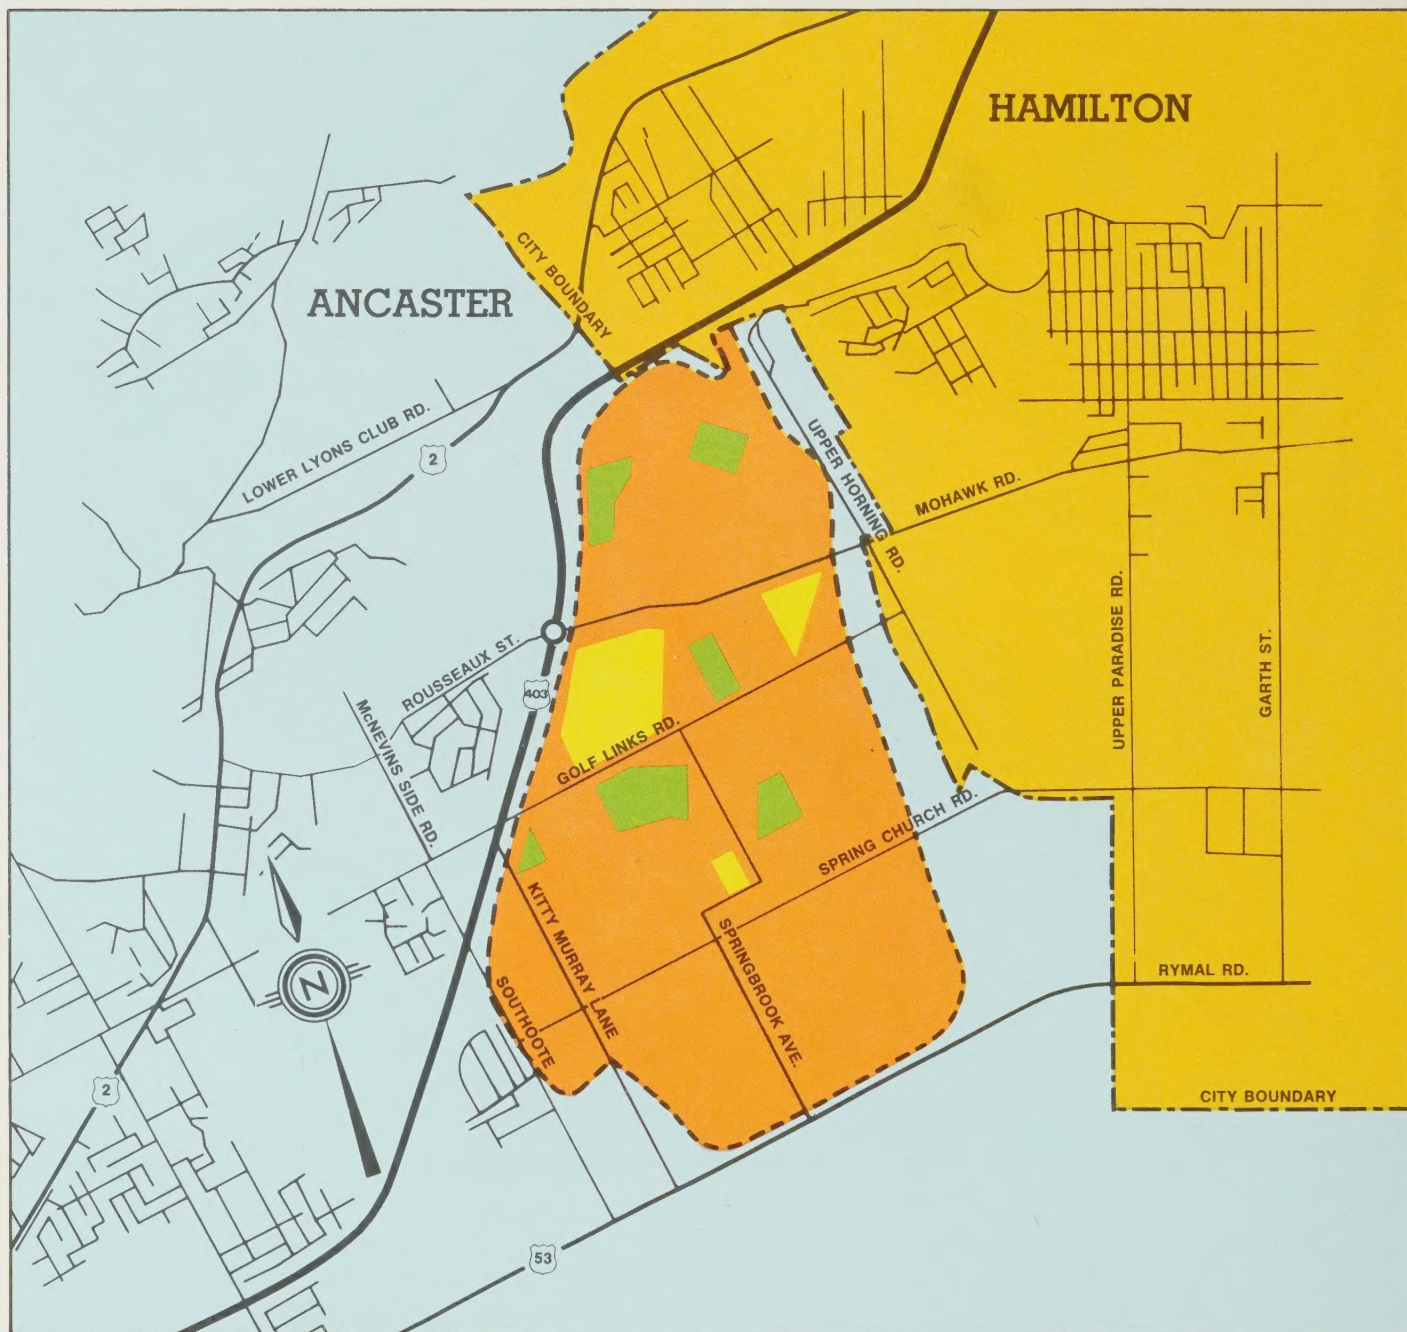 HAMILTON
CITY BOUNDARY
ANCASTER
LOWER LYONS CLUB RD.
2
UPPER HORNING RD.
MOHAWK RD.
UPPER PARADISE RD.
GARTH ST.
ROUSSEAUX ST.
403
McNEVINS SIDE RD.
GOLF LINKS RD.
SPRING CHURCH RD.
KITTY MURRAY LANE
SPRINGBROOK AVE.
SOUTHOOTE
RYMAL RD.
N
2
CITY BOUNDARY
53